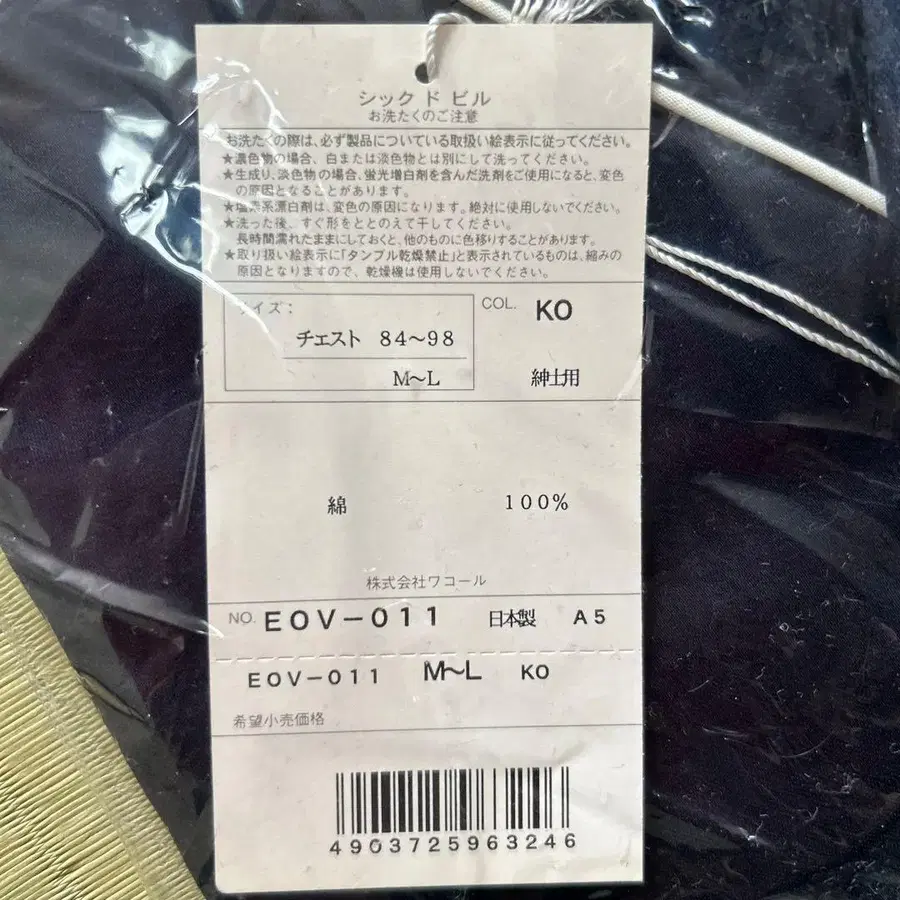 シック ド ビル
お洗たくのご注意
お洗たくの際は、必ず製品についている取扱い絵表示に従ってください。
★濃色物の場合、白または淡色物とは別にして洗ってください。
★生成り、淡色物の場合、蛍光増白剤を含んだ洗剤をご使用になると、変色
の原因となることがあります。
★塩素系漂白剤は、変色の原因になります。絶対に使用しないでください。
★洗った後、すぐ形をととのえて干してください。
長時間濡れたままにしておくと、他のものに色移りすることがあります。
★取り扱い絵表示に「タンブル乾燥禁止」と表示されているものは、縮みの
原因となりますので、乾燥機は使用しないでください。
サイズ:
チェスト 84〜98
M〜L
COL. KO
紳士用
綿 100%
株式会社ワコール
NO. EOV-011 日本製 A5
EOV-011 M〜L KO
希望小売価格
4903725963246